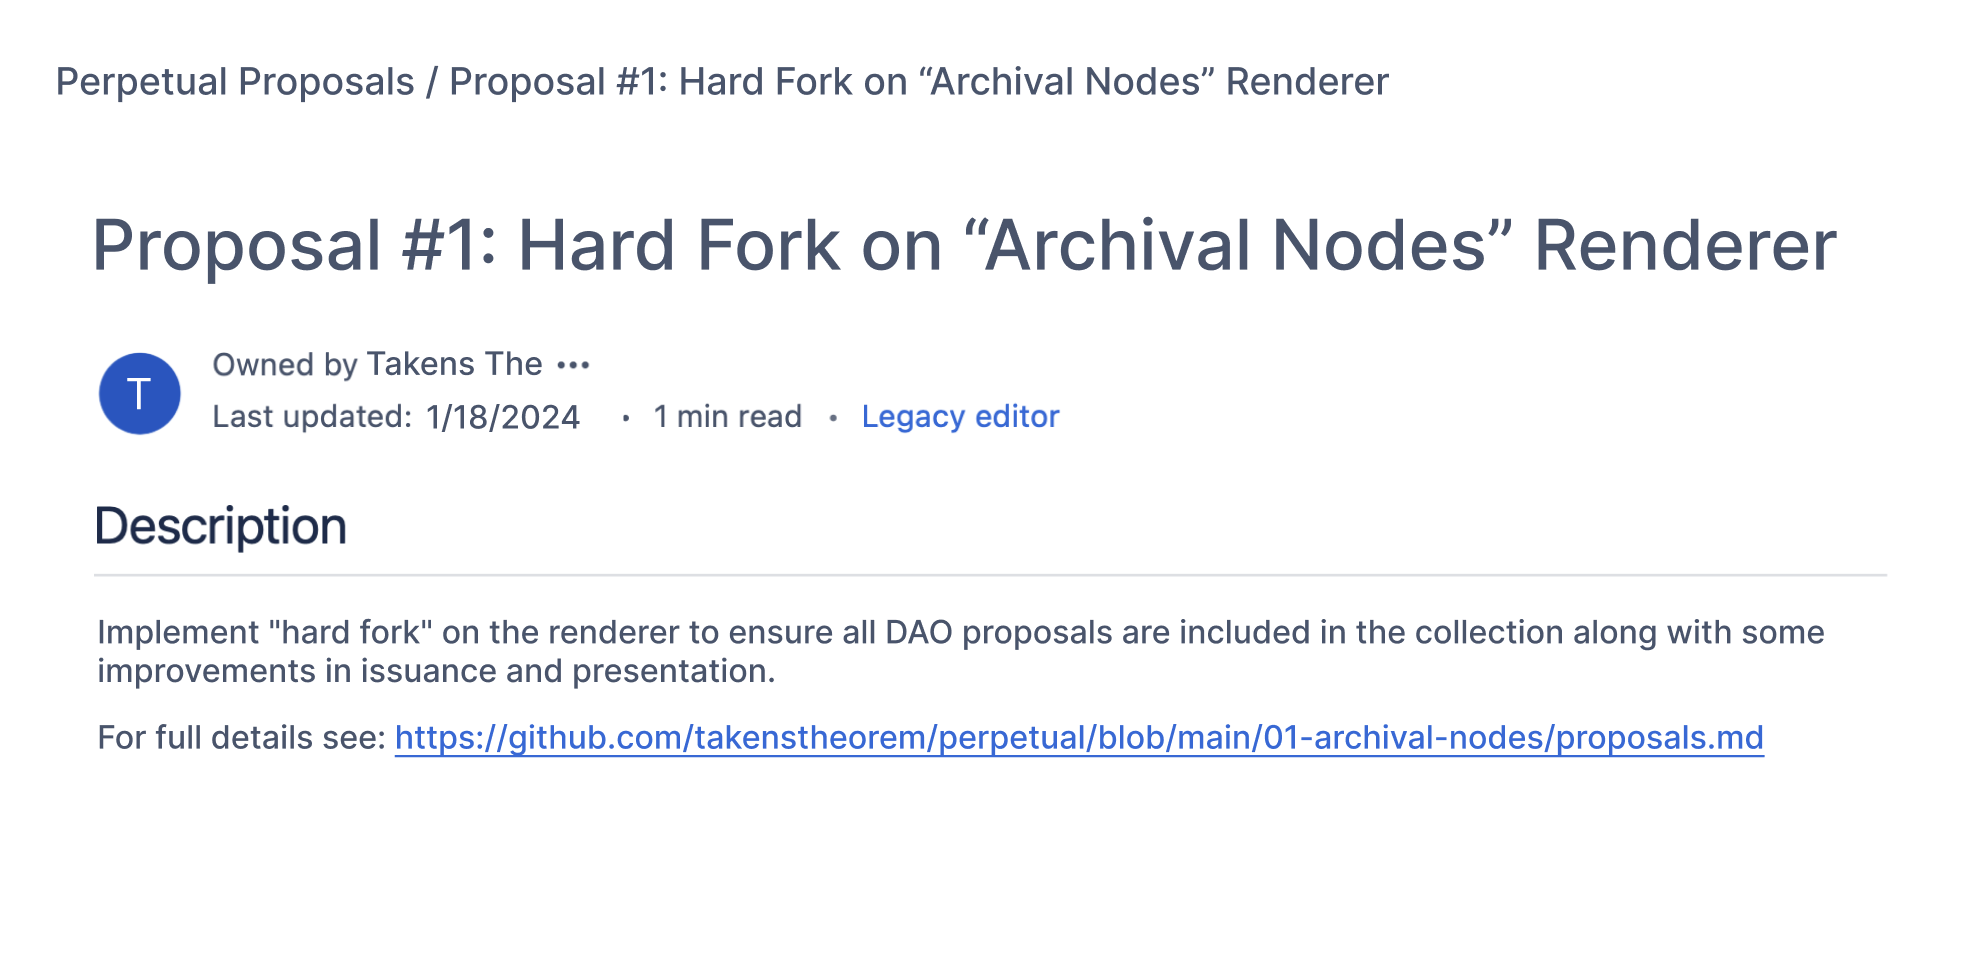 Perpetual Proposals / Proposal #1: Hard Fork on “Archival Nodes” Renderer
Proposal #1: Hard Fork on “Archival Nodes” Renderer
T
Owned by Takens The •••
Last updated: 1/18/2024 • 1 min read • Legacy editor
Description
Implement "hard fork" on the renderer to ensure all DAO proposals are included in the collection along with some
improvements in issuance and presentation.
For full details see: https://github.com/takenstheorem/perpetual/blob/main/01-archival-nodes/proposals.md